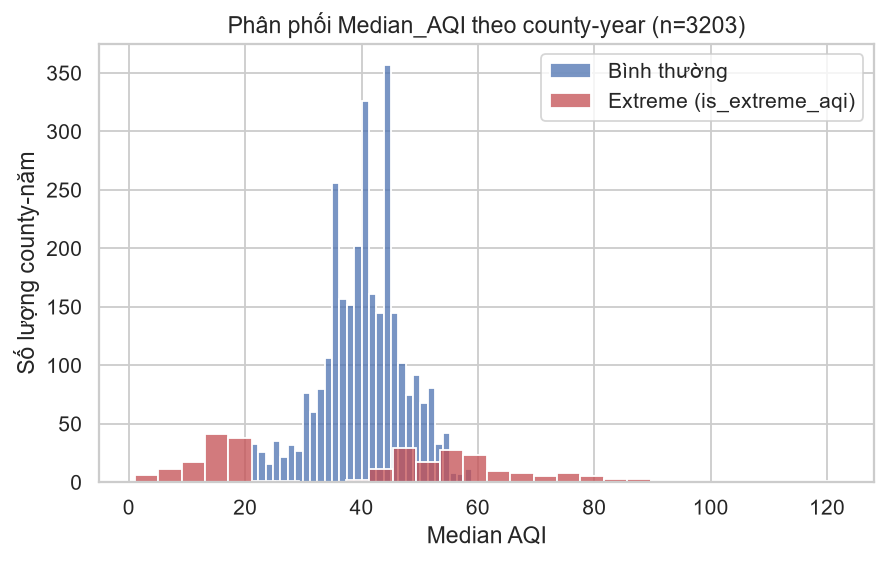 Phân phối Median_AQI theo county-year (n=3203)
Bình thường
Extreme (is_extreme_aqi)
Số lượng county-năm
350
300
250
200
150
100
50
0
0 20 40 60 80 100 120
Median AQI